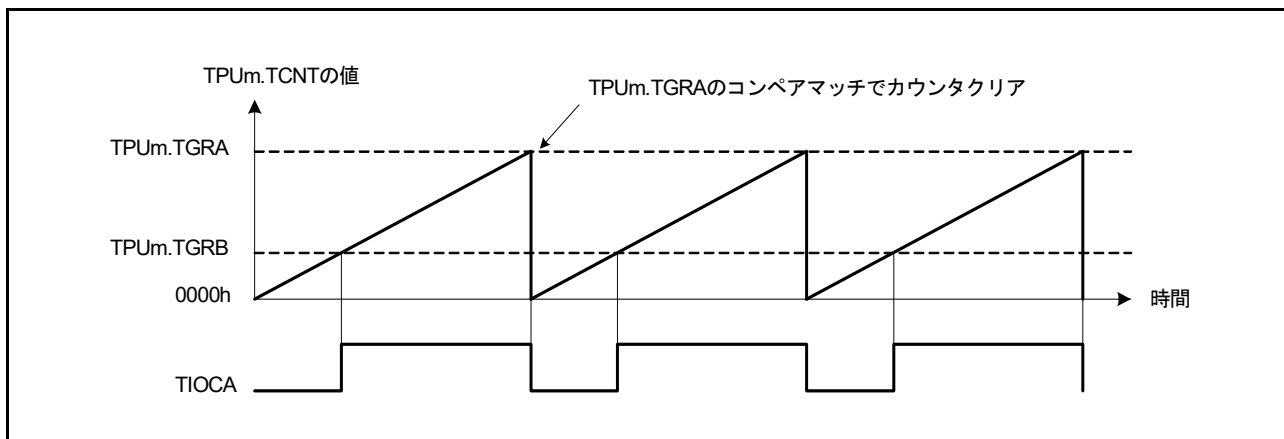 TPUm.TCNTの値
TPUm.TGRAのコンペアマッチでカウンタクリア
TPUm.TGRA
TPUm.TGRB
0000h
時間
TIOCA